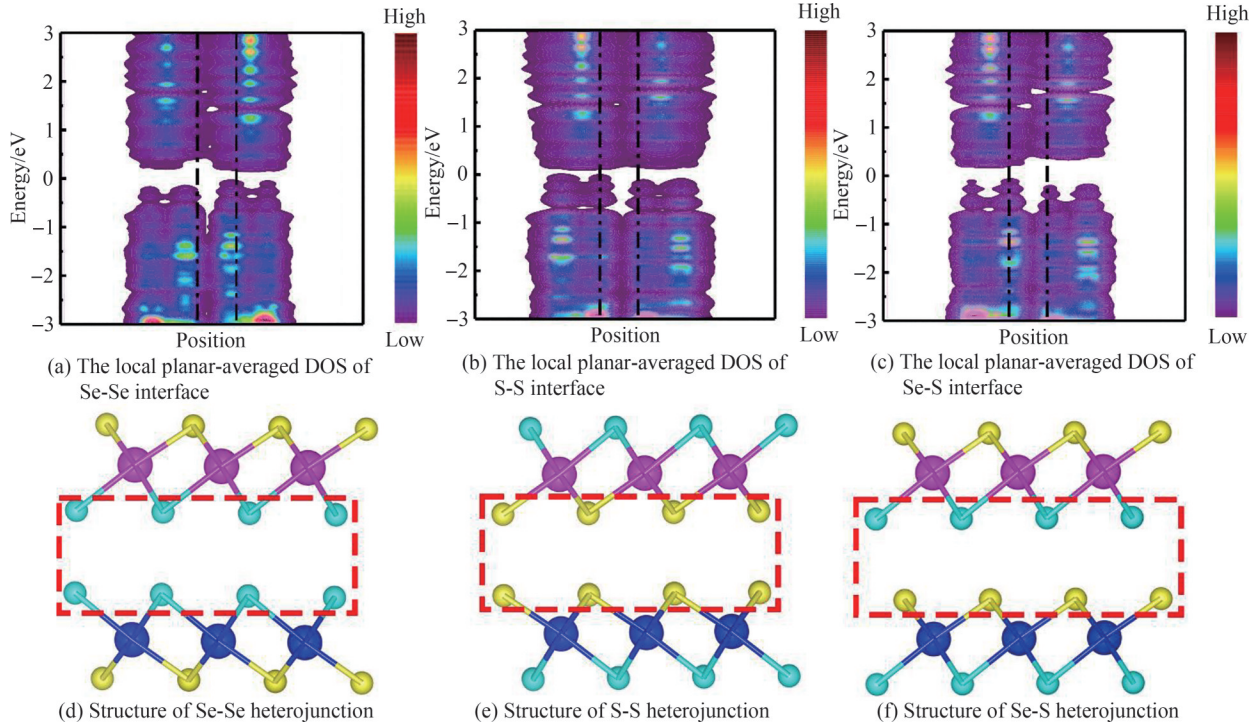 High
3
2
1
0
−1
−2
−3
Energy/eV
Position
Low
(a) The local planar-averaged DOS of
Se-Se interface
High
3
2
1
0
−1
−2
−3
Energy/eV
Position
Low
(b) The local planar-averaged DOS of
S-S interface
High
3
2
1
0
−1
−2
−3
Energy/eV
Position
Low
(c) The local planar-averaged DOS of
Se-S interface
(d) Structure of Se-Se heterojunction
(e) Structure of S-S heterojunction
(f) Structure of Se-S heterojunction